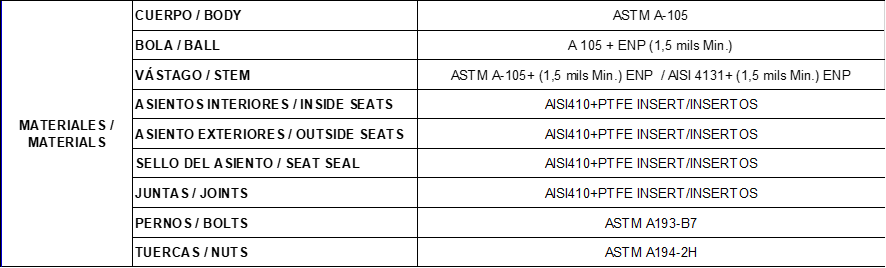 MATERIALES / MATERIALS
CUERPO / BODY ASTM A-105
BOLA / BALL A 105 + ENP (1,5 mils Min.)
VÁSTAGO / STEM ASTM A-105+ (1,5 mils Min.) ENP / AISI 4131+ (1,5 mils Min.) ENP
ASIENTOS INTERIORES / INSIDE SEATS AISI410+PTFE INSERT/INSERTOS
ASIENTO EXTERIORES / OUTSIDE SEATS AISI410+PTFE INSERT/INSERTOS
SELLO DEL ASIENTO / SEAT SEAL AISI410+PTFE INSERT/INSERTOS
JUNTAS / JOINTS AISI410+PTFE INSERT/INSERTOS
PERNOS / BOLTS ASTM A193-B7
TUERCAS / NUTS ASTM A194-2H